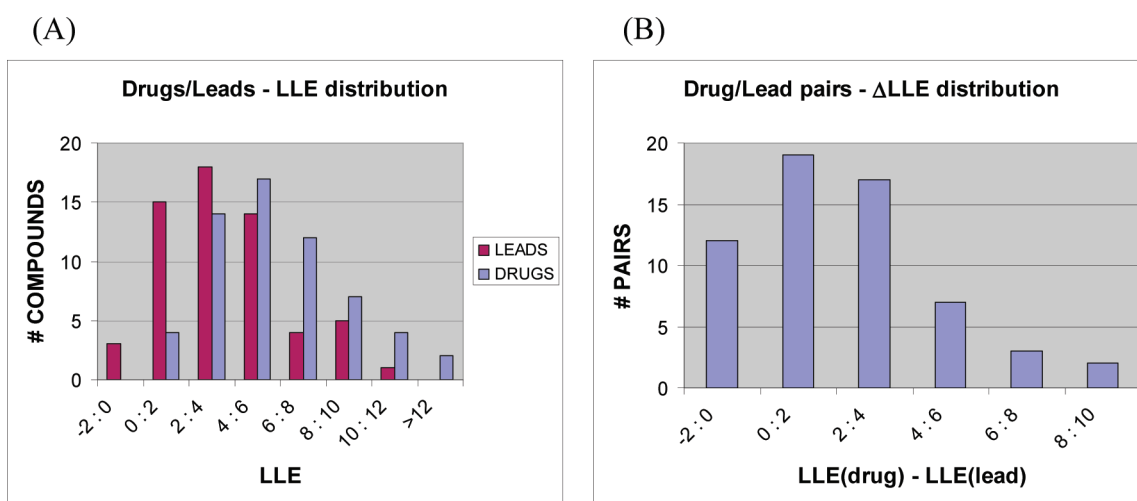 (A)
Drugs/Leads - LLE distribution
20
15
10
5
0
# COMPOUNDS
-2 : 0
0 : 2
2 : 4
4 : 6
6 : 8
8 : 10
10 : 12
>12
LLE
LEADS
DRUGS
(B)
Drug/Lead pairs - ΔLLE distribution
20
15
10
5
0
# PAIRS
-2 : 0
0 : 2
2 : 4
4 : 6
6 : 8
8 : 10
LLE(drug) - LLE(lead)